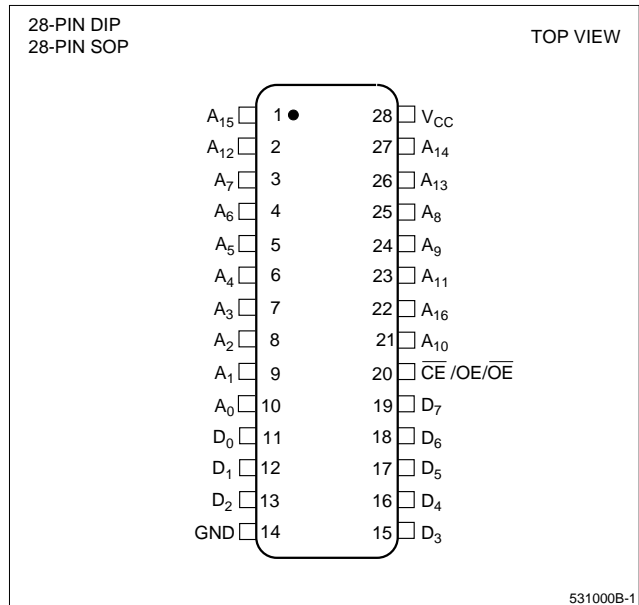 28-PIN DIP
28-PIN SOP
TOP VIEW
A15 1 28 VCC
A12 2 27 A14
A7 3 26 A13
A6 4 25 A8
A5 5 24 A9
A4 6 23 A11
A3 7 22 A16
A2 8 21 A10
A1 9 20 C̅E̅ /OE/O̅E̅
A0 10 19 D7
D0 11 18 D6
D1 12 17 D5
D2 13 16 D4
GND 14 15 D3
531000B-1